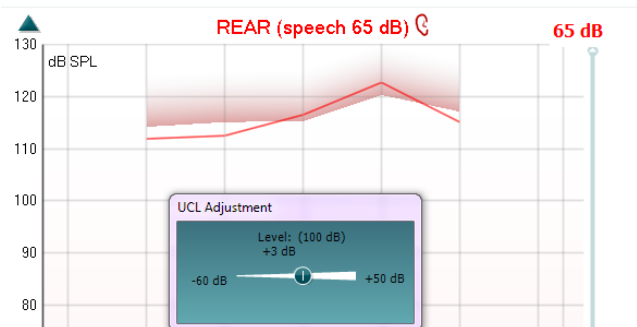 REAR (speech 65 dB)
65 dB
130
dB SPL
120
110
100
UCL Adjustment
Level: (100 dB)
+3 dB
90
-60 dB
+50 dB
80